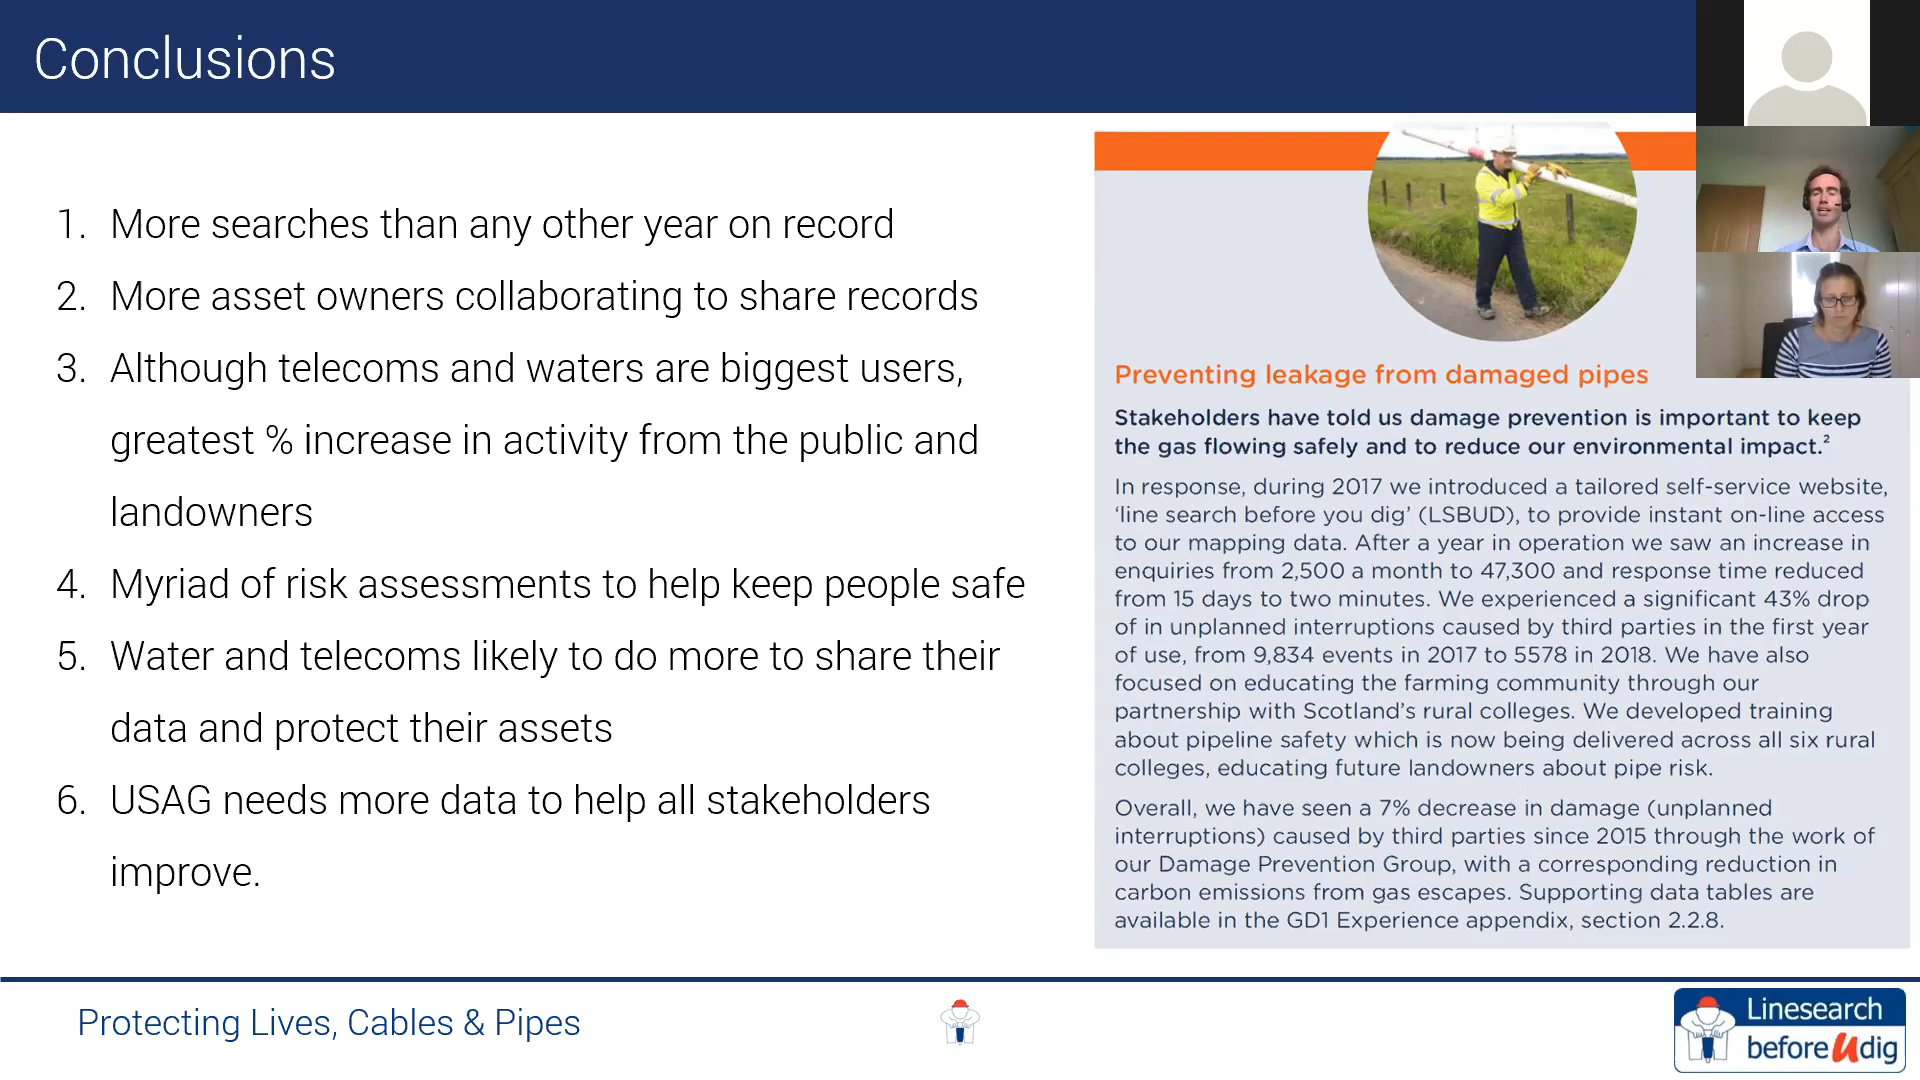 Conclusions
1. More searches than any other year on record
2. More asset owners collaborating to share records
3. Although telecoms and waters are biggest users,
greatest % increase in activity from the public and
landowners
4. Myriad of risk assessments to help keep people safe
5. Water and telecoms likely to do more to share their
data and protect their assets
6. USAG needs more data to help all stakeholders
improve.
Preventing leakage from damaged pipes
Stakeholders have told us damage prevention is important to keep
the gas flowing safely and to reduce our environmental impact.²
In response, during 2017 we introduced a tailored self-service website,
‘line search before you dig’ (LSBUD), to provide instant on-line access
to our mapping data. After a year in operation we saw an increase in
enquiries from 2,500 a month to 47,300 and response time reduced
from 15 days to two minutes. We experienced a significant 43% drop
of in unplanned interruptions caused by third parties in the first year
of use, from 9,834 events in 2017 to 5578 in 2018. We have also
focused on educating the farming community through our
partnership with Scotland’s rural colleges. We developed training
about pipeline safety which is now being delivered across all six rural
colleges, educating future landowners about pipe risk.
Overall, we have seen a 7% decrease in damage (unplanned
interruptions) caused by third parties since 2015 through the work of
our Damage Prevention Group, with a corresponding reduction in
carbon emissions from gas escapes. Supporting data tables are
available in the GD1 Experience appendix, section 2.2.8.
Protecting Lives, Cables & Pipes
Linesearch
beforeUdig